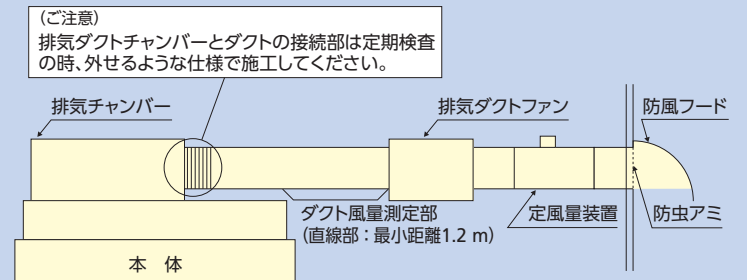 (ご注意)
排気ダクトチャンバーとダクトの接続部は定期検査
の時、外せるような仕様で施工してください。
排気チャンバー
排気ダクトファン
防風フード
ダクト風量測定部
(直線部:最小距離1.2 m)
定風量装置
防虫アミ
本 体